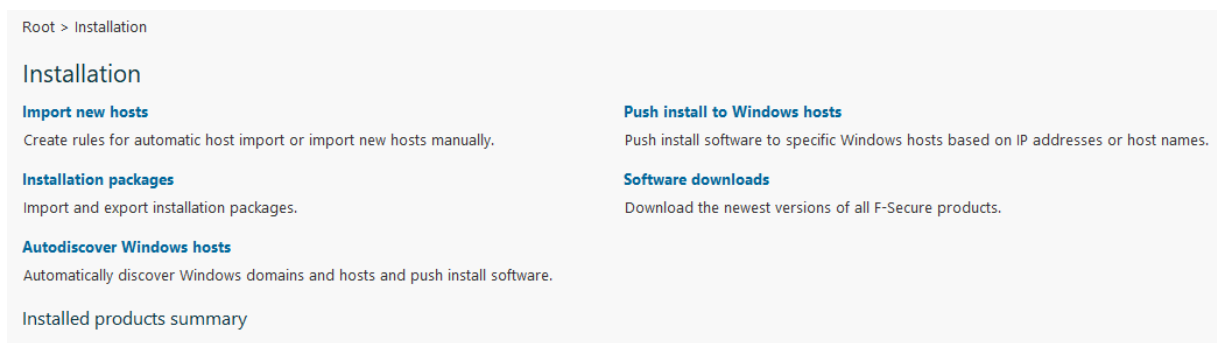 Root > Installation
Installation
Import new hosts
Create rules for automatic host import or import new hosts manually.
Push install to Windows hosts
Push install software to specific Windows hosts based on IP addresses or host names.
Installation packages
Import and export installation packages.
Software downloads
Download the newest versions of all F-Secure products.
Autodiscover Windows hosts
Automatically discover Windows domains and hosts and push install software.
Installed products summary